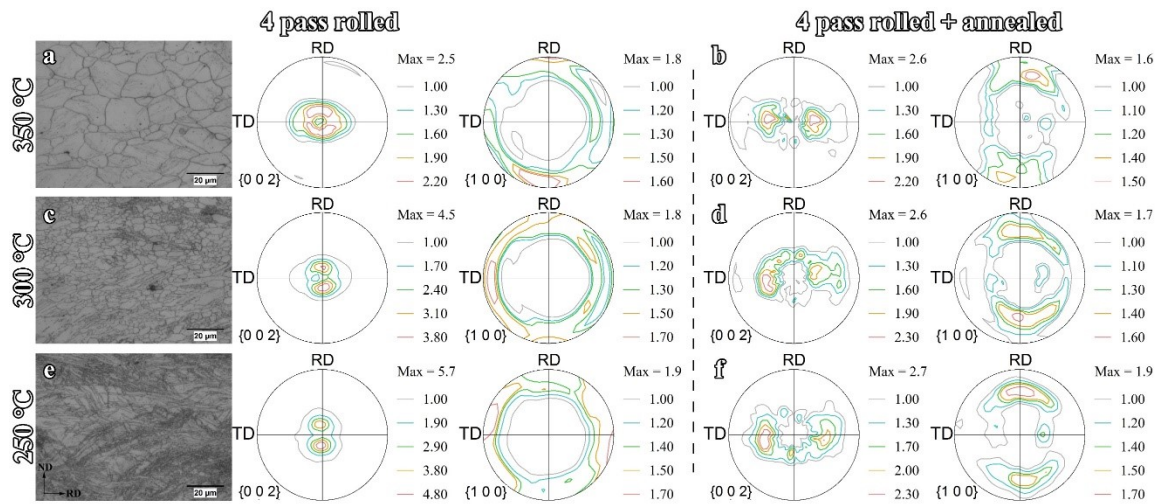 4 pass rolled
4 pass rolled + annealed
350 °C
a
20 µm
RD
TD
{0 0 2}
Max = 2.5
1.00
1.30
1.60
1.90
2.20
RD
{1 0 0}
Max = 1.8
1.00
1.20
1.30
1.50
1.60
b
RD
TD
{0 0 2}
Max = 2.6
1.00
1.30
1.60
1.90
2.20
RD
{1 0 0}
Max = 1.6
1.00
1.10
1.20
1.40
1.50
300 °C
c
20 µm
RD
TD
{0 0 2}
Max = 4.5
1.00
1.70
2.40
3.10
3.80
RD
{1 0 0}
Max = 1.8
1.00
1.20
1.30
1.50
1.70
d
RD
TD
{0 0 2}
Max = 2.6
1.00
1.30
1.60
1.90
2.30
RD
{1 0 0}
Max = 1.7
1.00
1.10
1.30
1.40
1.60
250 °C
e
ND
RD
20 µm
RD
TD
{0 0 2}
Max = 5.7
1.00
1.90
2.90
3.80
4.80
RD
{1 0 0}
Max = 1.9
1.00
1.20
1.40
1.50
1.70
f
RD
TD
{0 0 2}
Max = 2.7
1.00
1.30
1.70
2.00
2.30
RD
{1 0 0}
Max = 1.9
1.00
1.20
1.40
1.50
1.70